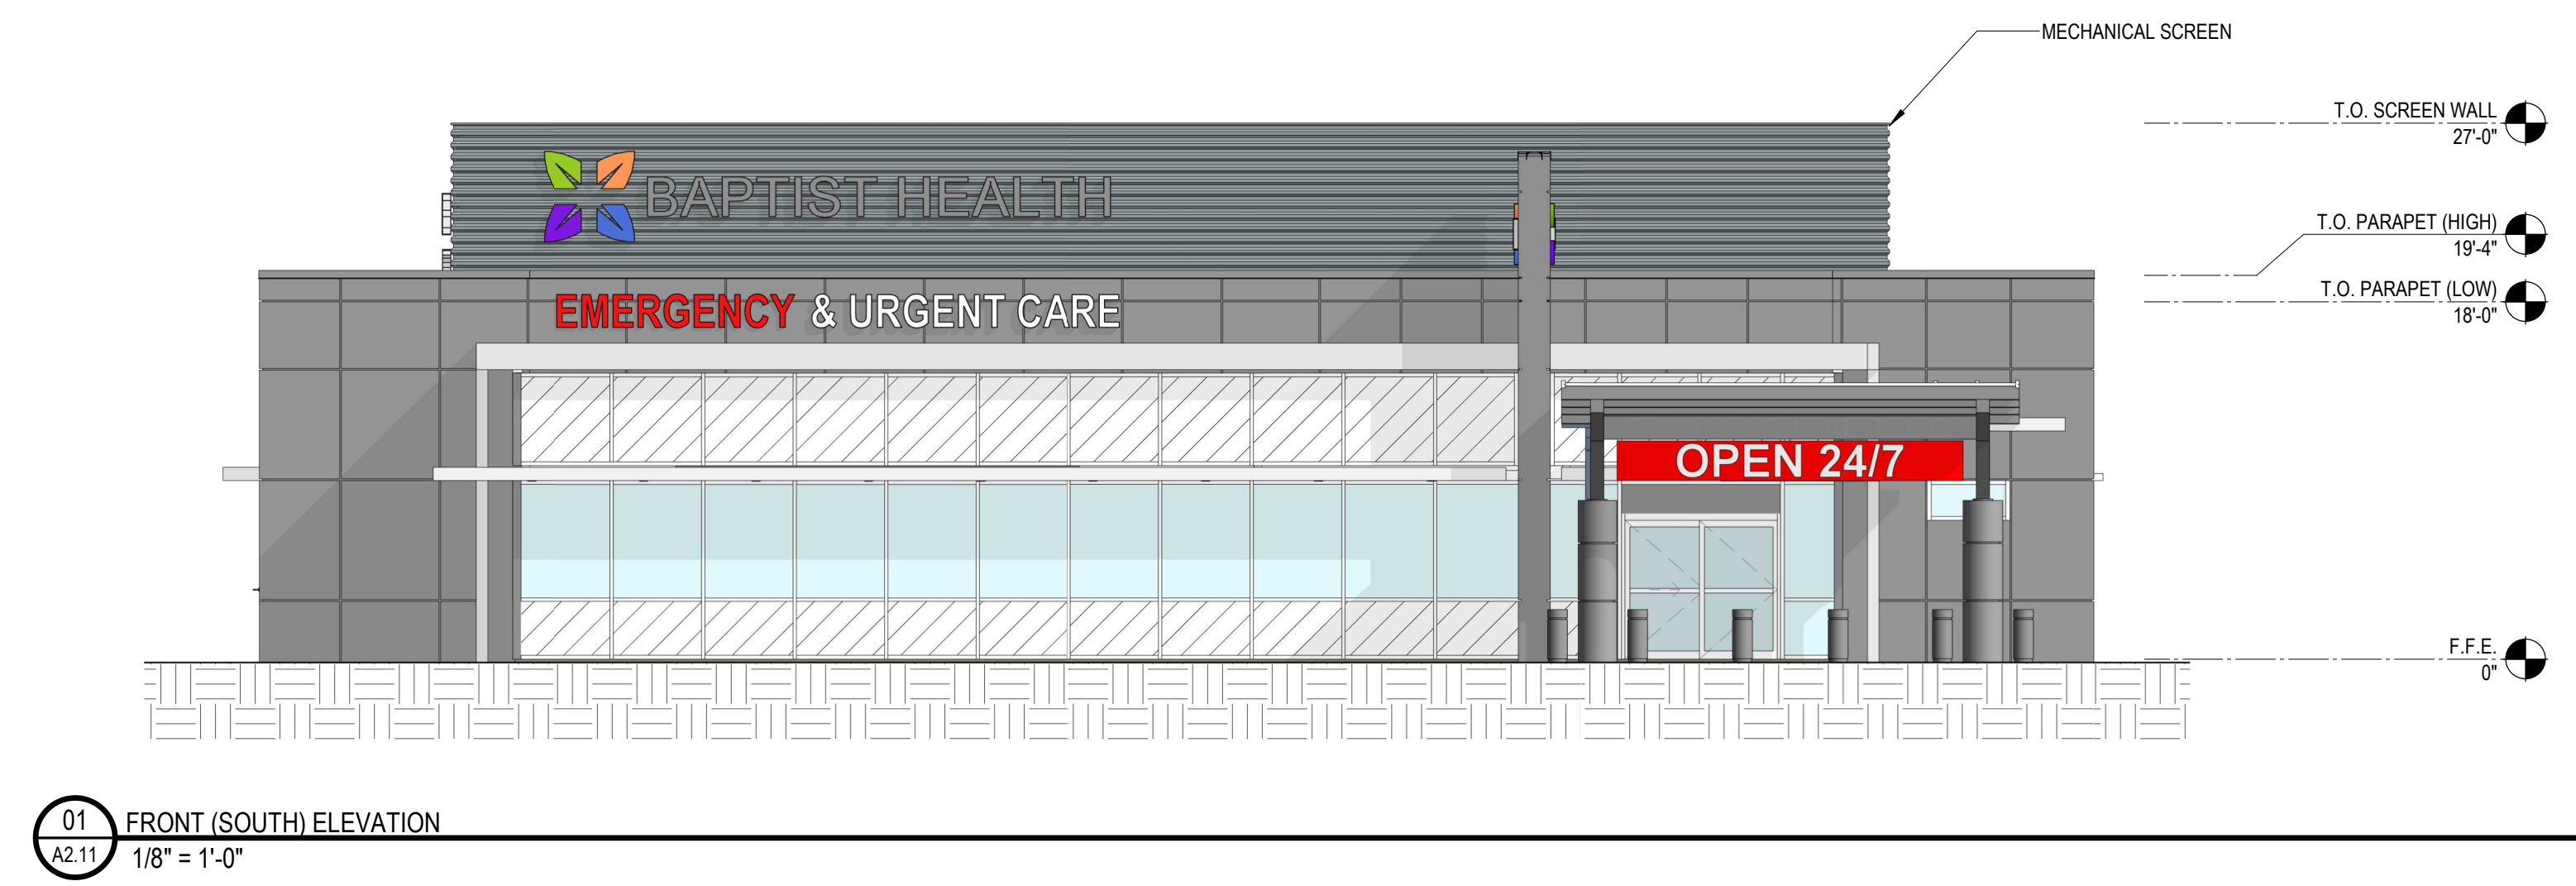 MECHANICAL SCREEN
T.O. SCREEN WALL
27'-0"
T.O. PARAPET (HIGH)
19'-4"
T.O. PARAPET (LOW)
18'-0"
BAPTIST HEALTH
EMERGENCY & URGENT CARE
OPEN 24/7
F.F.E.
0"
01
A2.11
FRONT (SOUTH) ELEVATION
1/8" = 1'-0"